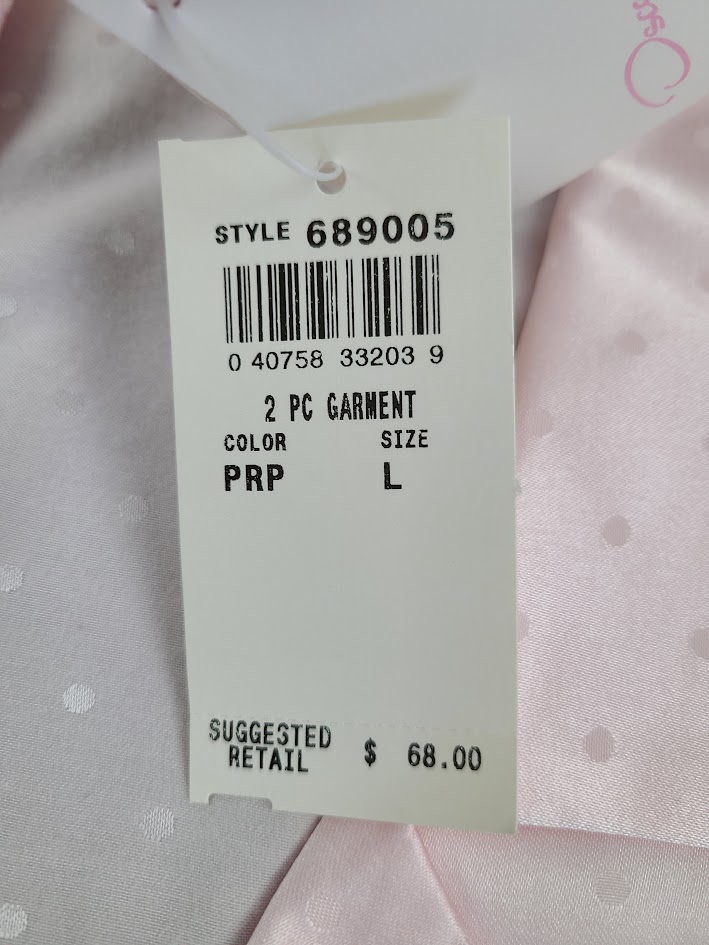 STYLE 689005
0 40758 33203 9
2 PC GARMENT
COLOR SIZE
PRP L
SUGGESTED
RETAIL $ 68.00